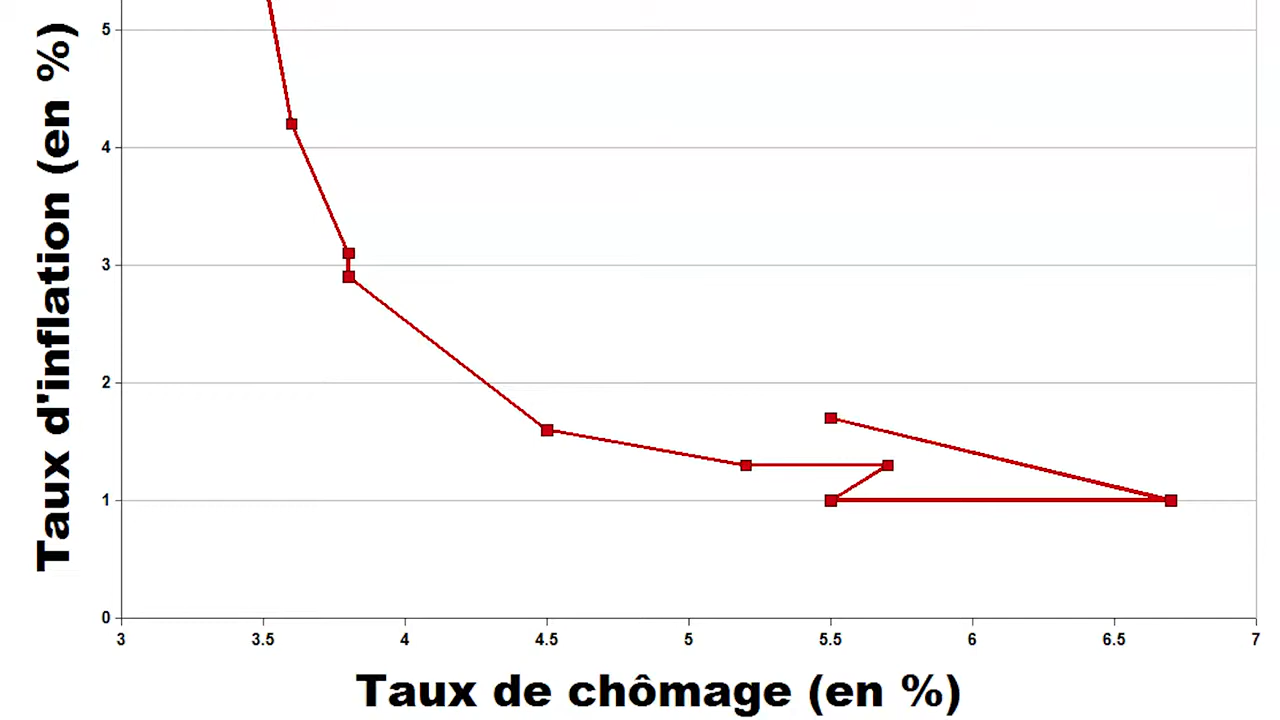 Taux d'inflation (en %)
5
4
3
2
1
0
3 3.5 4 4.5 5 5.5 6 6.5 7
Taux de chômage (en %)